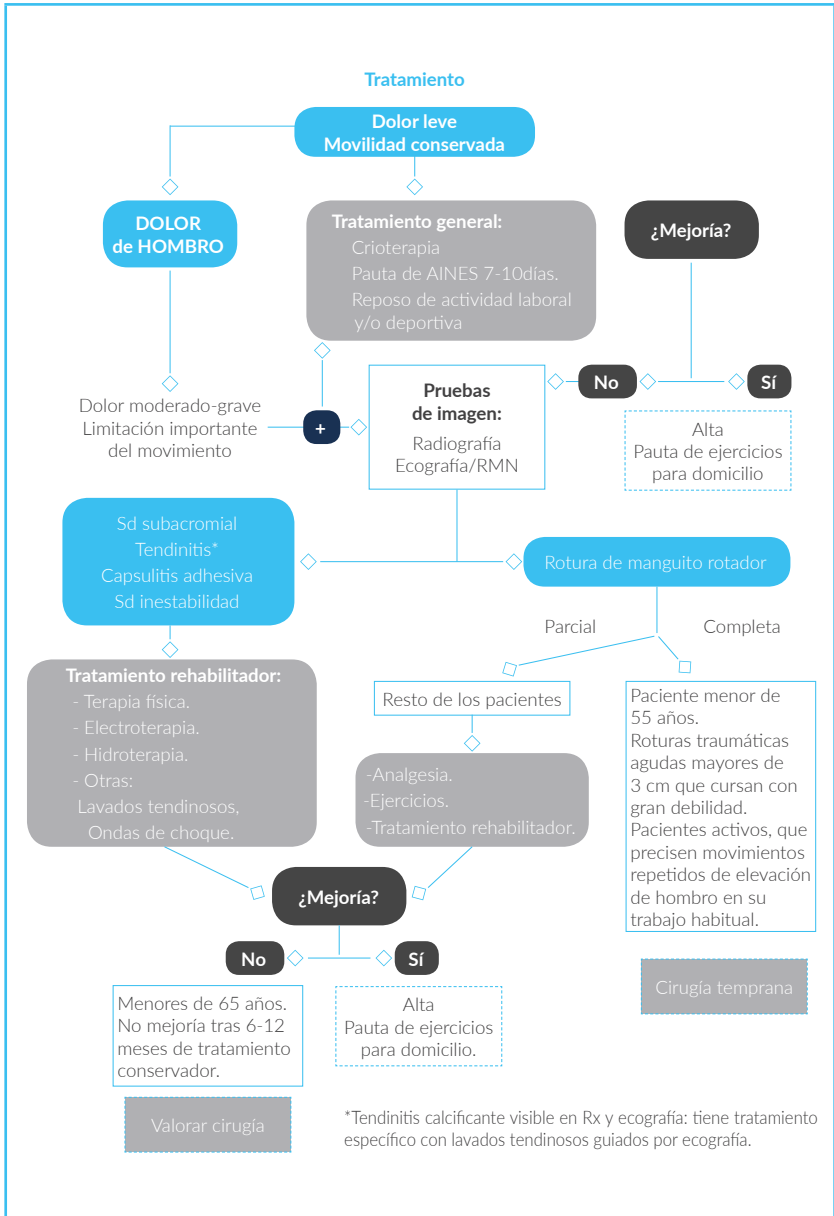 Tratamiento
Dolor leve
Movilidad conservada
DOLOR
de HOMBRO
Tratamiento general:
Crioterapia
Pauta de AINES 7-10días.
Reposo de actividad laboral
y/o deportiva
¿Mejoría?
No
Sí
Alta
Pauta de ejercicios
para domicilio
Dolor moderado-grave
Limitación importante
del movimiento
+
Pruebas
de imagen:
Radiografía
Ecografía/RMN
Sd subacromial
Tendinitis*
Capsulitis adhesiva
Sd inestabilidad
Rotura de manguito rotador
Parcial
Completa
Tratamiento rehabilitador:
- Terapia física.
- Electroterapia.
- Hidroterapia.
- Otras:
Lavados tendinosos,
Ondas de choque.
Resto de los pacientes
-Analgesia.
-Ejercicios.
-Tratamiento rehabilitador.
Paciente menor de
55 años.
Roturas traumáticas
agudas mayores de
3 cm que cursan con
gran debilidad.
Pacientes activos, que
precisen movimientos
repetidos de elevación
de hombro en su
trabajo habitual.
Cirugía temprana
¿Mejoría?
No
Sí
Menores de 65 años.
No mejoría tras 6-12
meses de tratamiento
conservador.
Valorar cirugía
Alta
Pauta de ejercicios
para domicilio.
*Tendinitis calcificante visible en Rx y ecografía: tiene tratamiento
específico con lavados tendinosos guiados por ecografía.